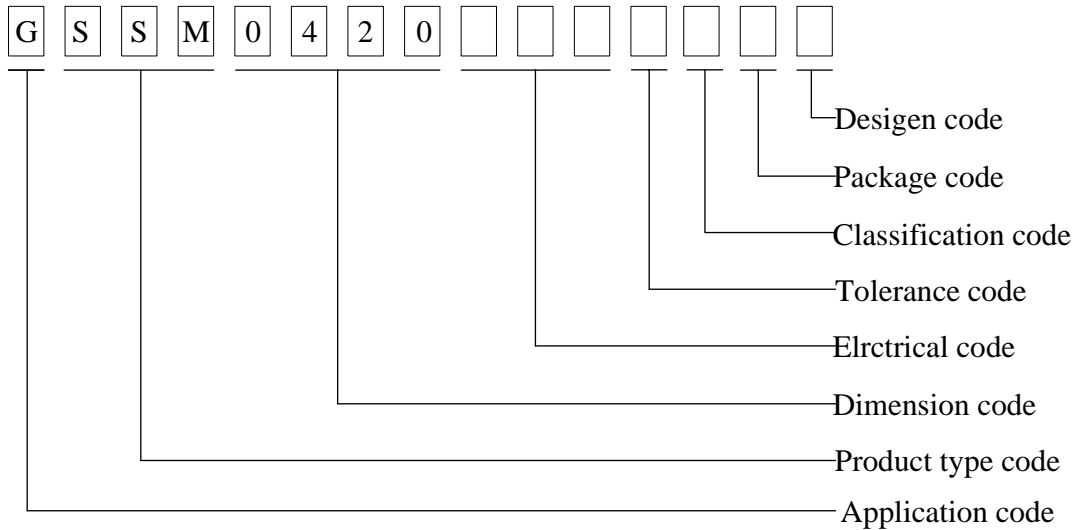 G S S M 0 4 2 0
Desigen code
Package code
Classification code
Tolerance code
Elrctrical code
Dimension code
Product type code
Application code